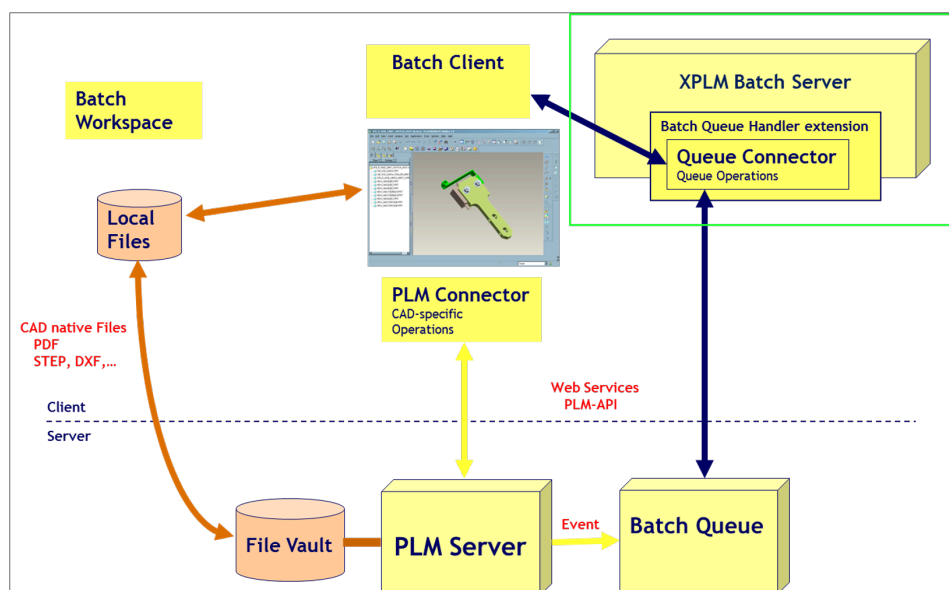 Batch Client
XPLM Batch Server
Batch
Workspace
Batch Queue Handler extension
Queue Connector
Queue Operations
Local
Files
PLM Connector
CAD-specific
Operations
CAD native Files
PDF
STEP, DXF,...
Web Services
PLM-API
Client
Server
File Vault
PLM Server
Event
Batch Queue